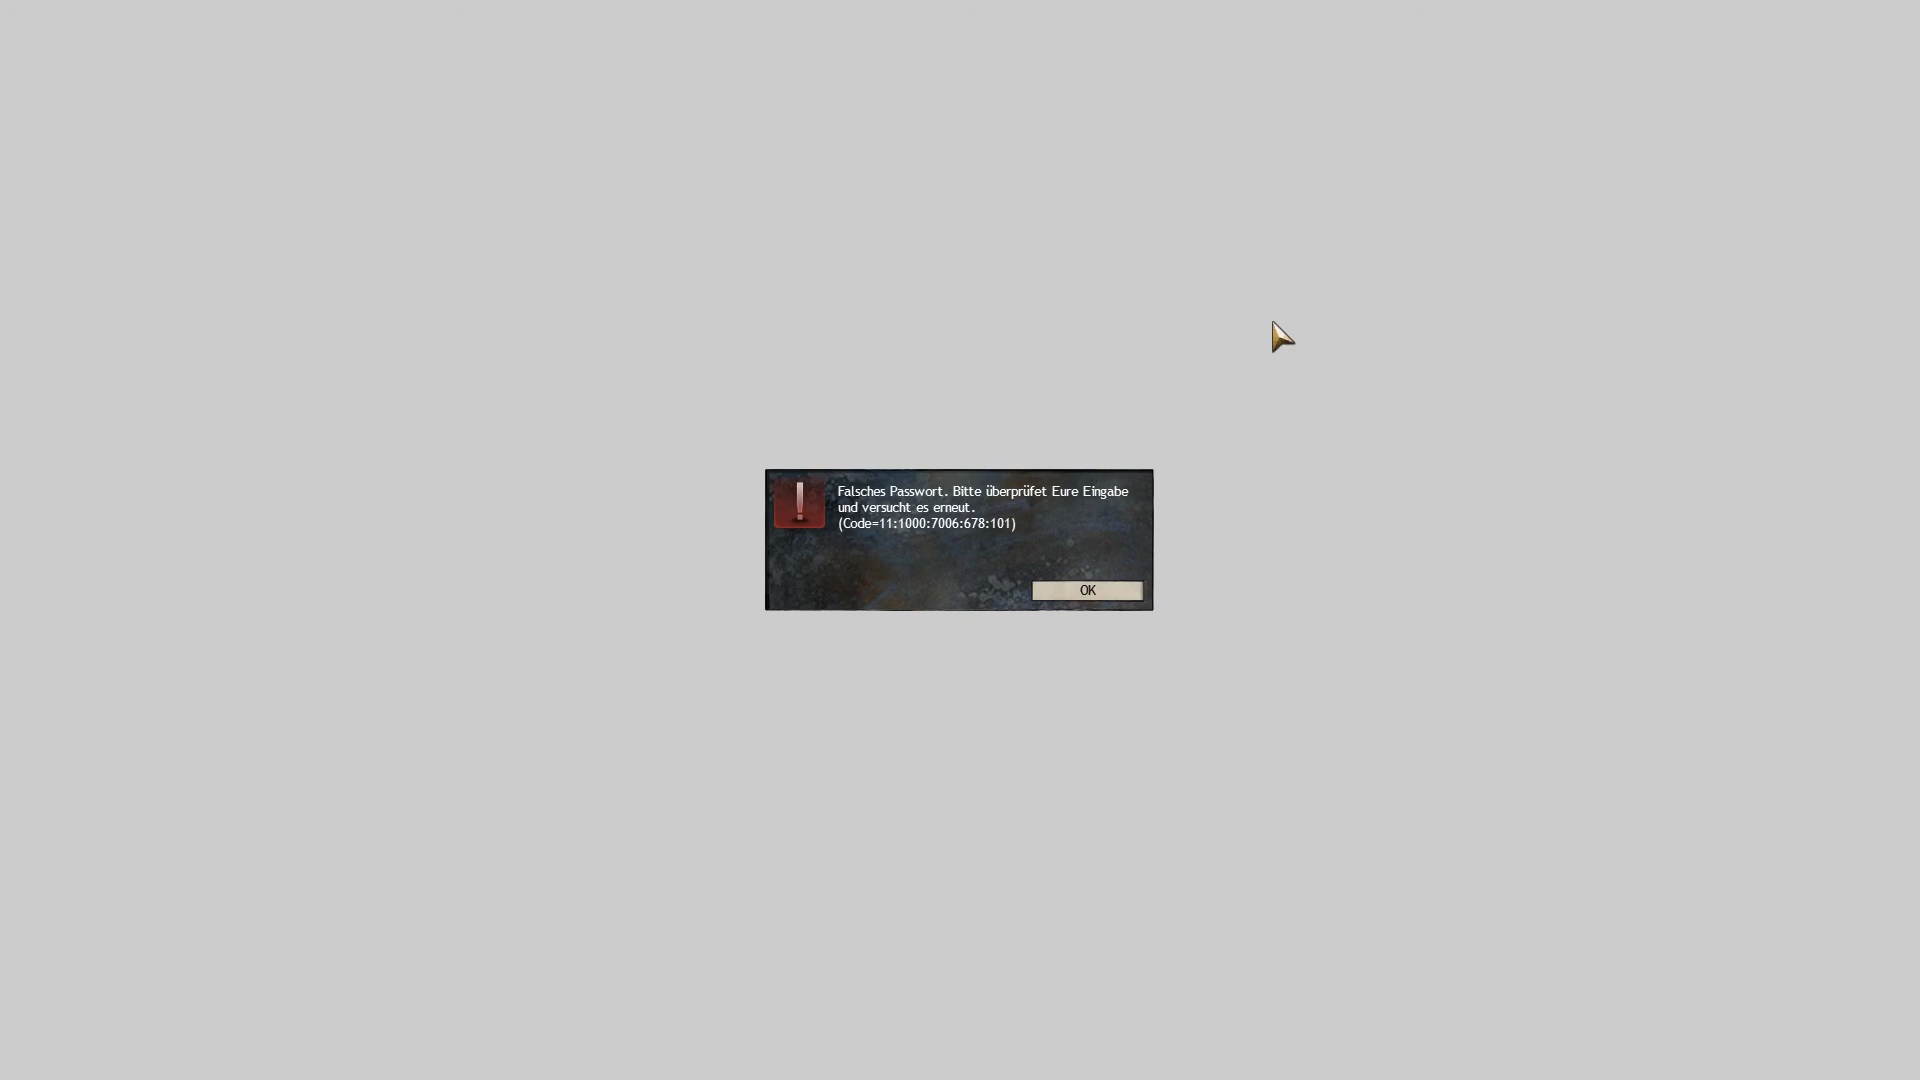 Falsches Passwort. Bitte überprüfet Eure Eingabe
und versucht es erneut.
(Code=11:1000:7006:678:101)
OK